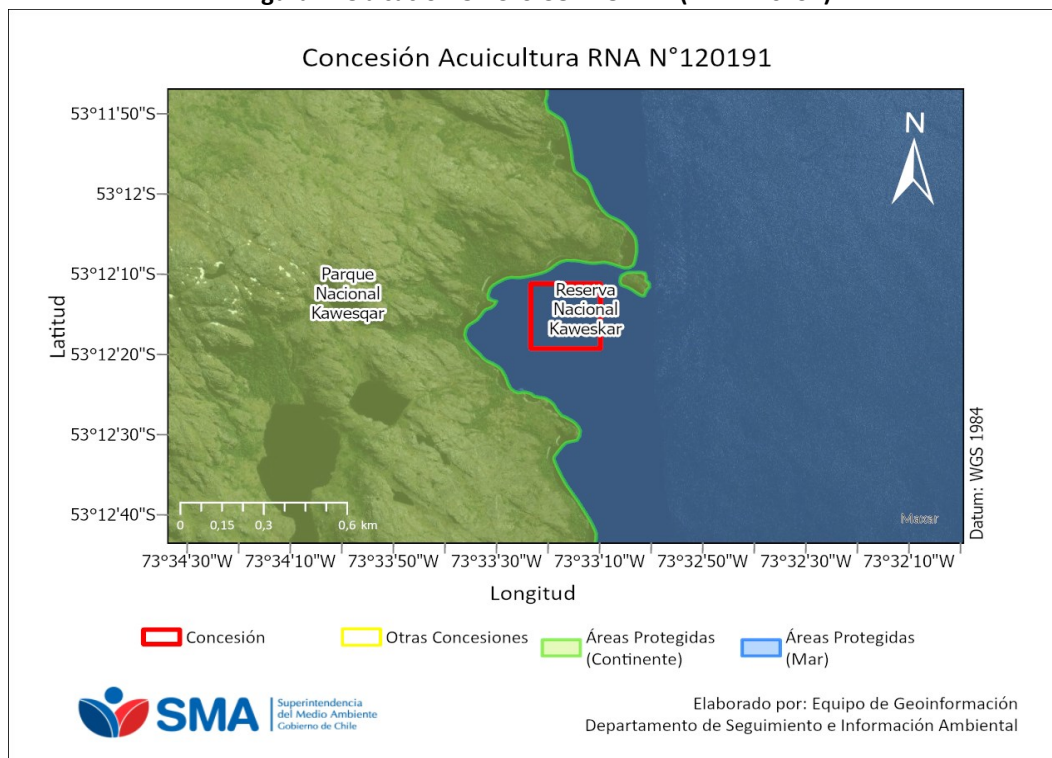 Concesión Acuicultura RNA N°120191
53°11'50"S
53°12'S
53°12'10"S
53°12'20"S
53°12'30"S
53°12'40"S
Latitud
Parque
Nacional
Kawesqar
Reserva
Nacional
Kaweskar
N
Datum: WGS 1984
Maxar
0 0,15 0,3 0,6 km
73°34'30"W 73°34'10"W 73°33'50"W 73°33'30"W 73°33'10"W 73°32'50"W 73°32'30"W 73°32'10"W
Longitud
Concesión
Otras Concesiones
Áreas Protegidas
(Continente)
Áreas Protegidas
(Mar)
SMA
Superintendencia
del Medio Ambiente
Gobierno de Chile
Elaborado por: Equipo de Geoinformación
Departamento de Seguimiento e Información Ambiental